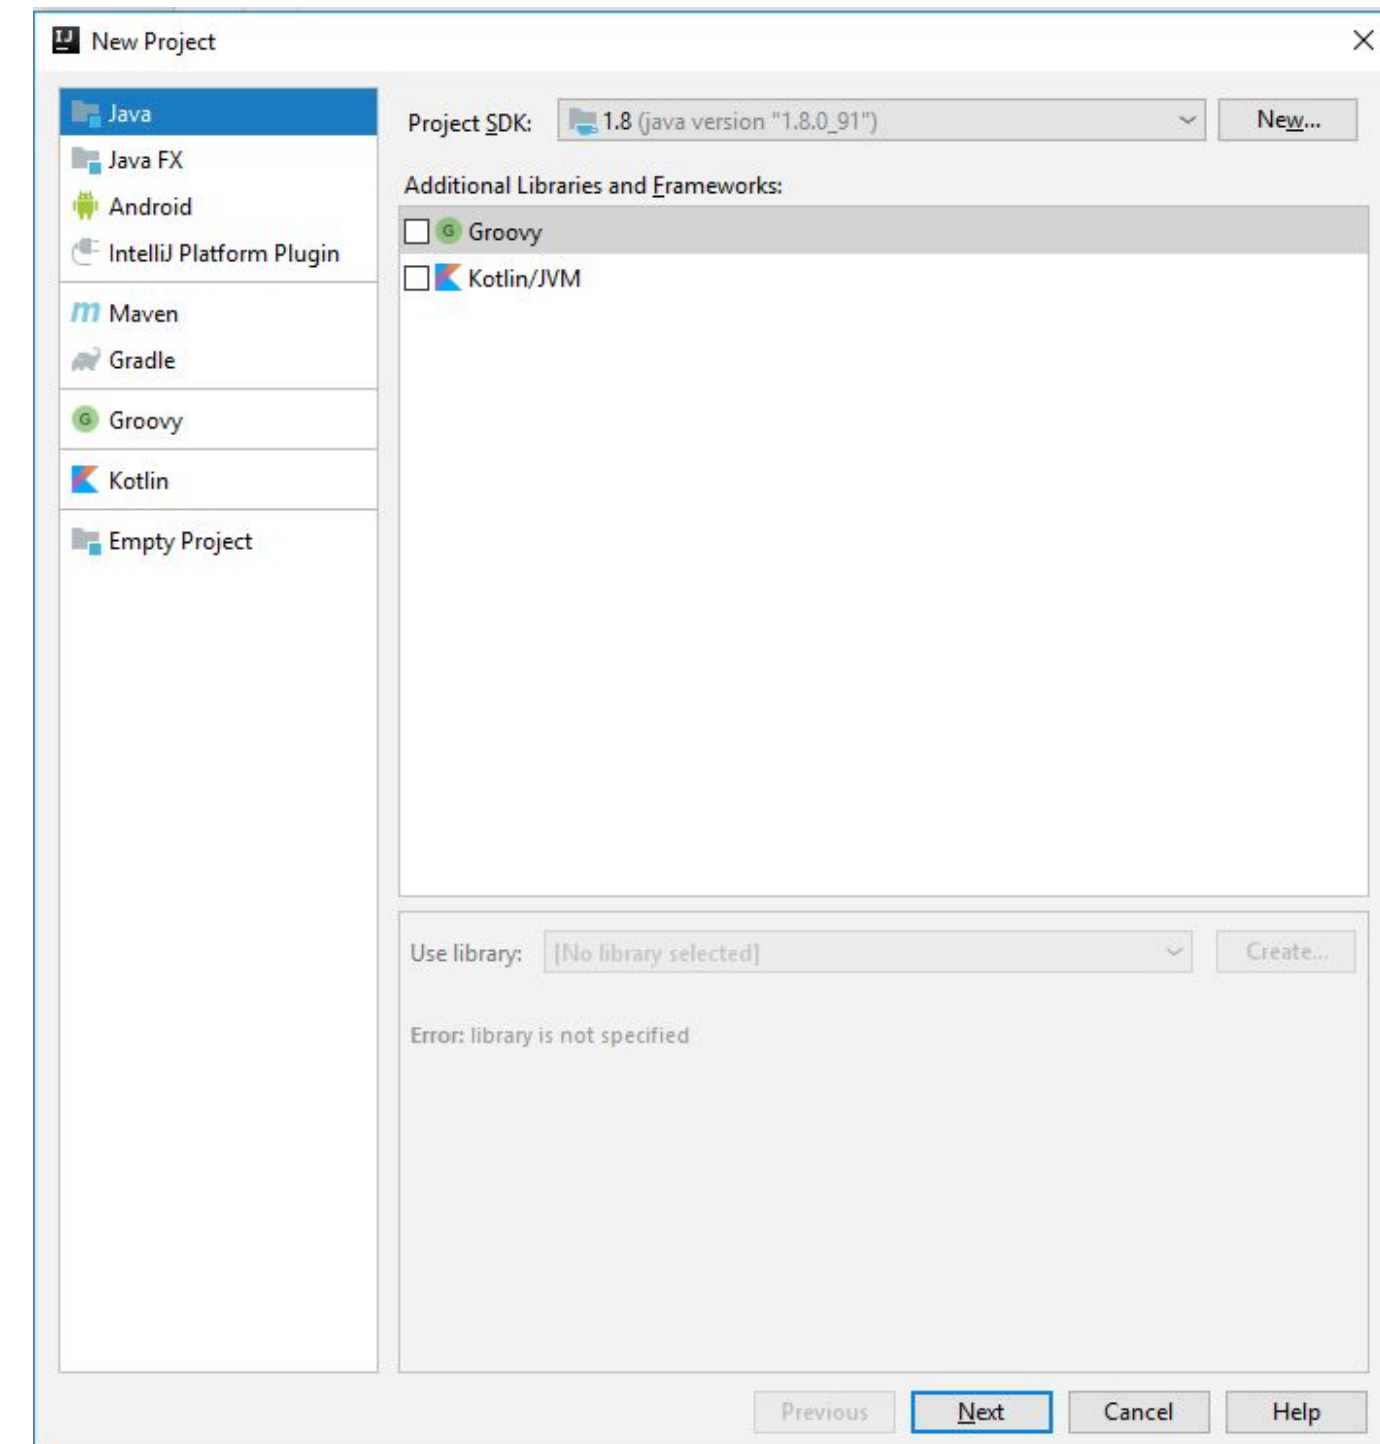 New Project
Java
Java FX
Android
IntelliJ Platform Plugin
Maven
Gradle
Groovy
Kotlin
Empty Project
Project SDK: 1.8 (java version "1.8.0_91") New...
Additional Libraries and Frameworks:
Groovy
Kotlin/JVM
Use library: [No library selected] Create...
Error: library is not specified
Previous Next Cancel Help